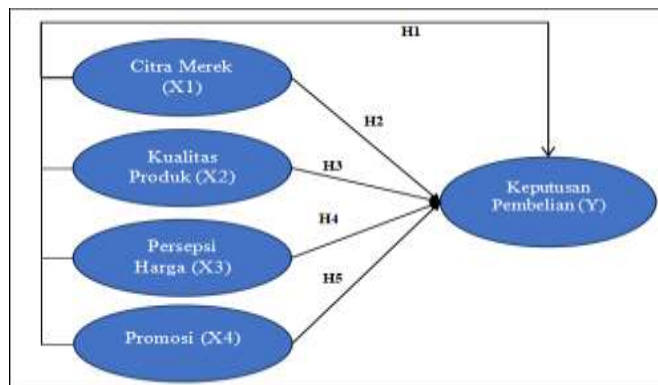 H1
Citra Merek
(X1)
H2
Kualitas
Produk (X2)
H3
Keputusan
Pembelian (Y)
H4
Persepsi
Harga (X3)
H5
Promosi (X4)